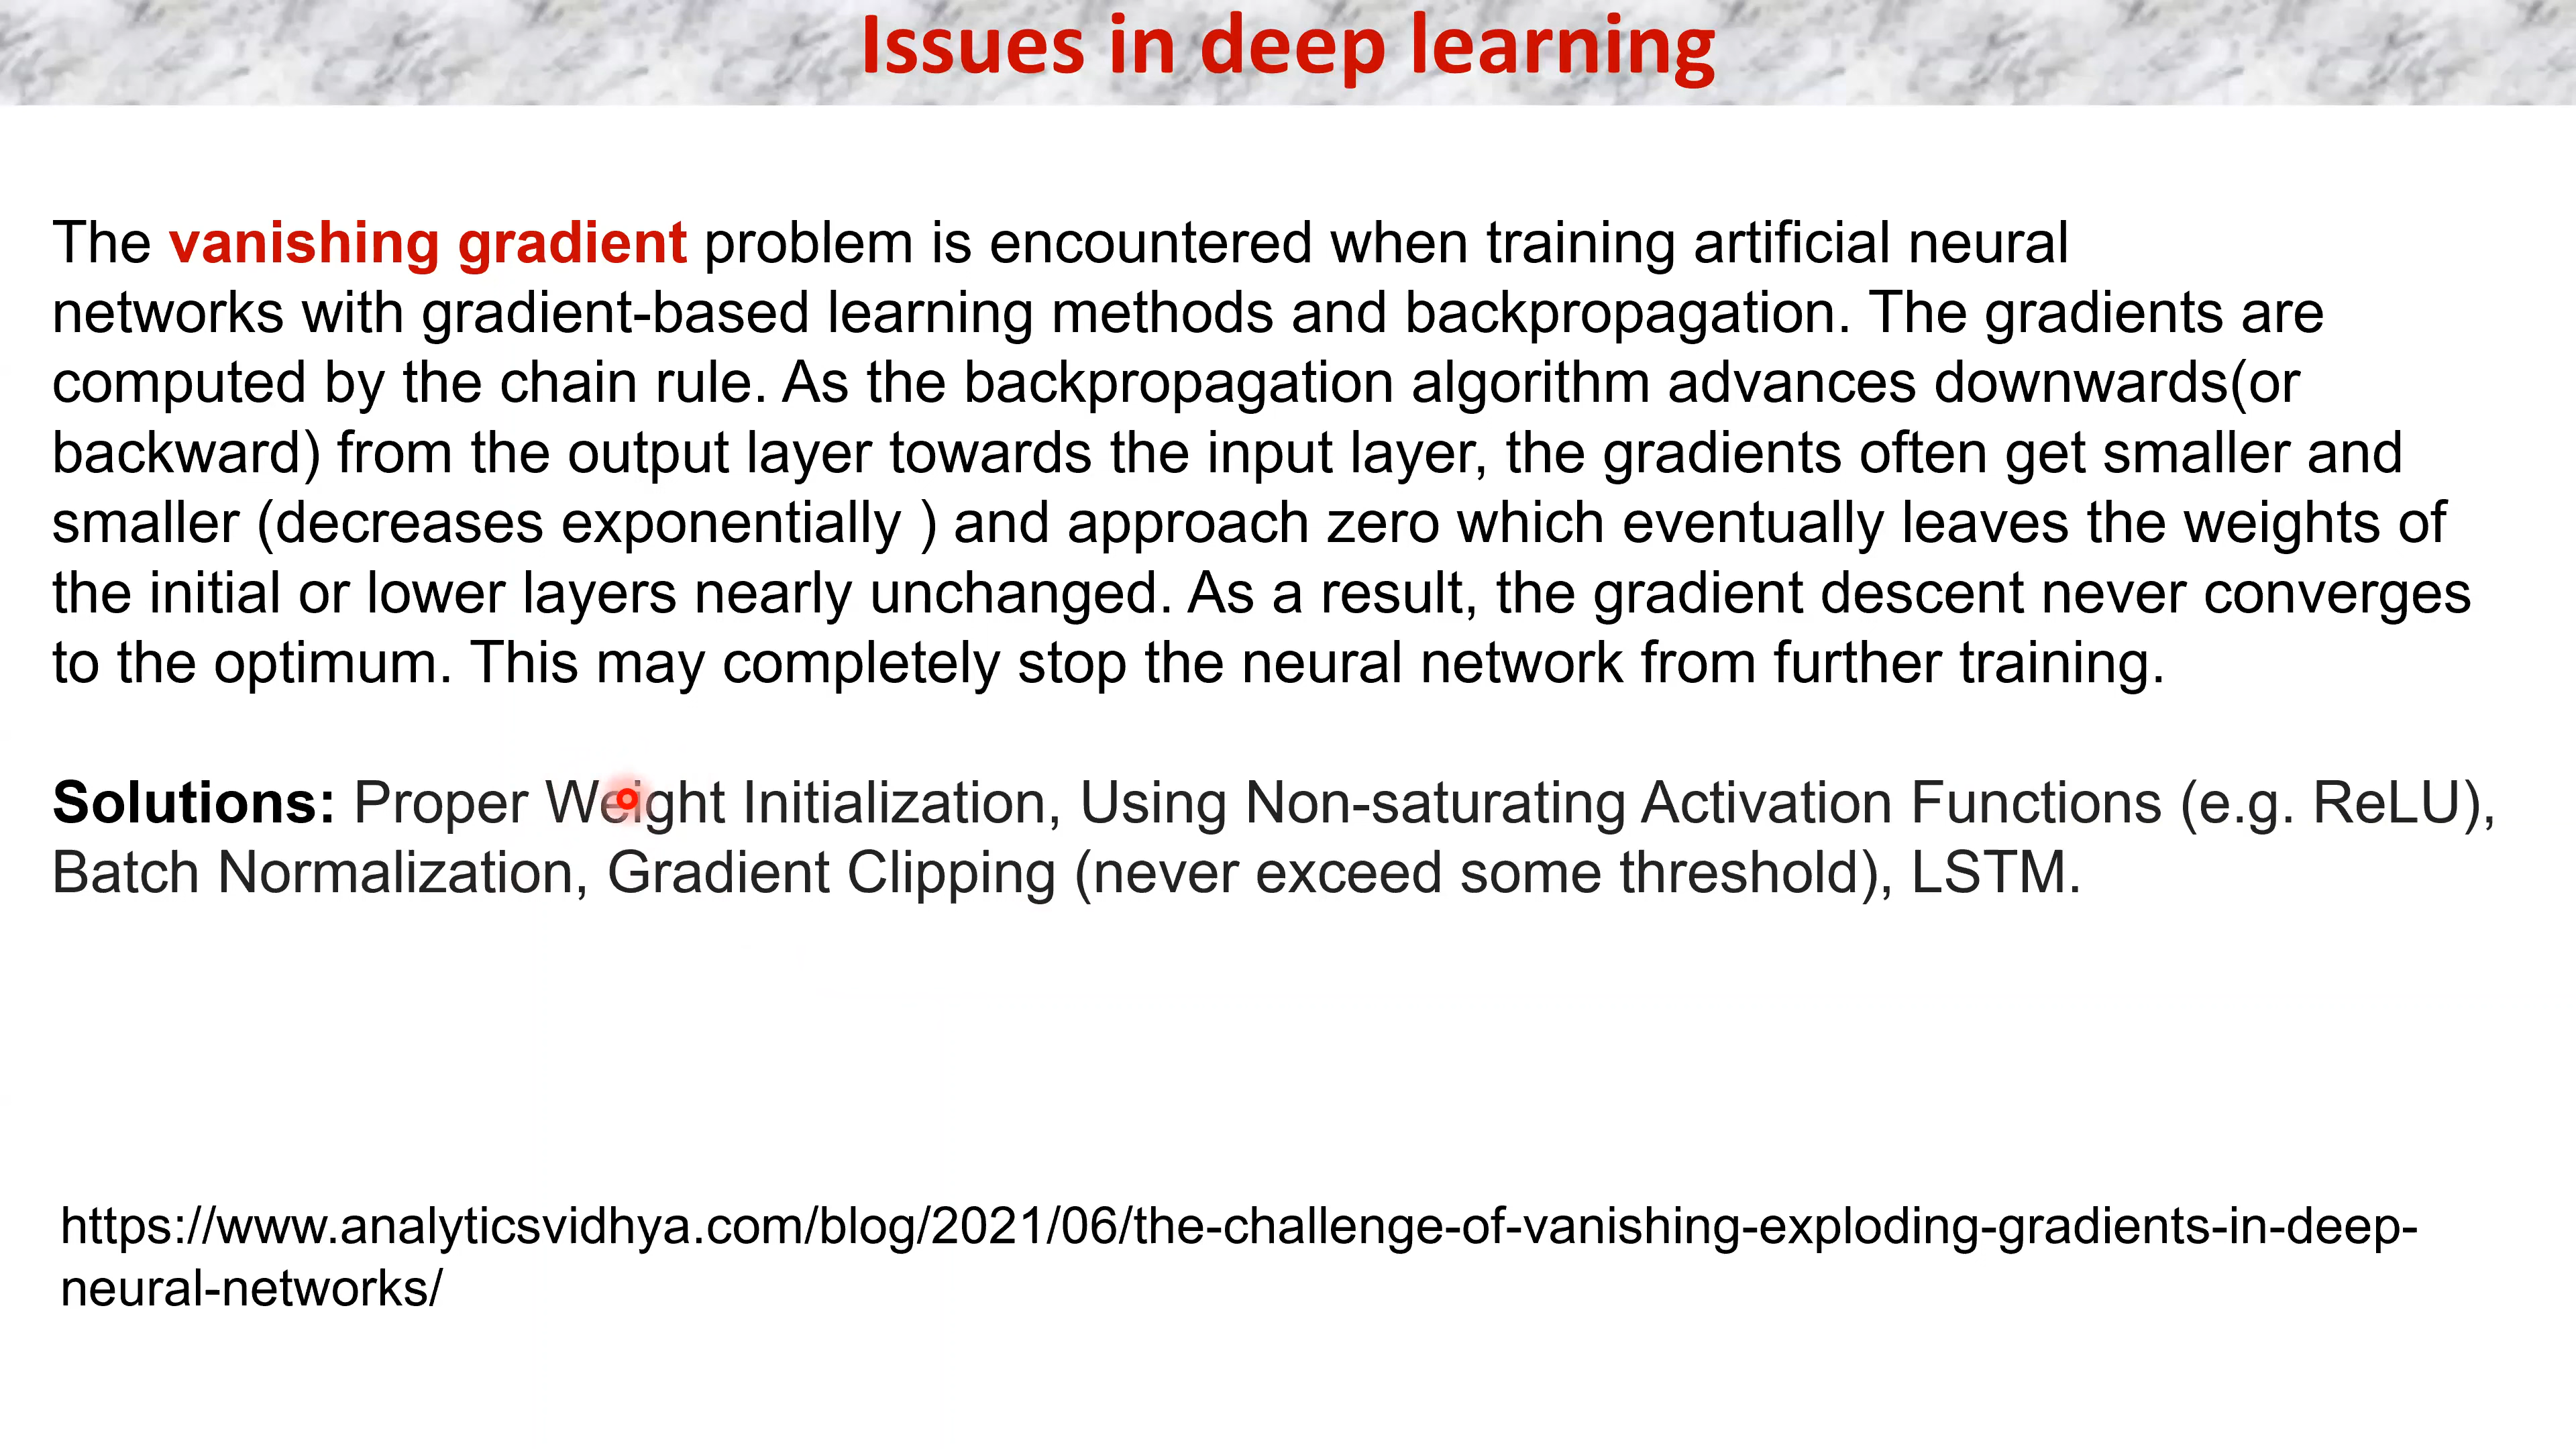 Issues in deep learning
The vanishing gradient problem is encountered when training artificial neural
networks with gradient-based learning methods and backpropagation. The gradients are
computed by the chain rule. As the backpropagation algorithm advances downwards(or
backward) from the output layer towards the input layer, the gradients often get smaller and
smaller (decreases exponentially ) and approach zero which eventually leaves the weights of
the initial or lower layers nearly unchanged. As a result, the gradient descent never converges
to the optimum. This may completely stop the neural network from further training.
Solutions: Proper Weight Initialization, Using Non-saturating Activation Functions (e.g. ReLU),
Batch Normalization, Gradient Clipping (never exceed some threshold), LSTM.
https://www.analyticsvidhya.com/blog/2021/06/the-challenge-of-vanishing-exploding-gradients-in-deep-
neural-networks/